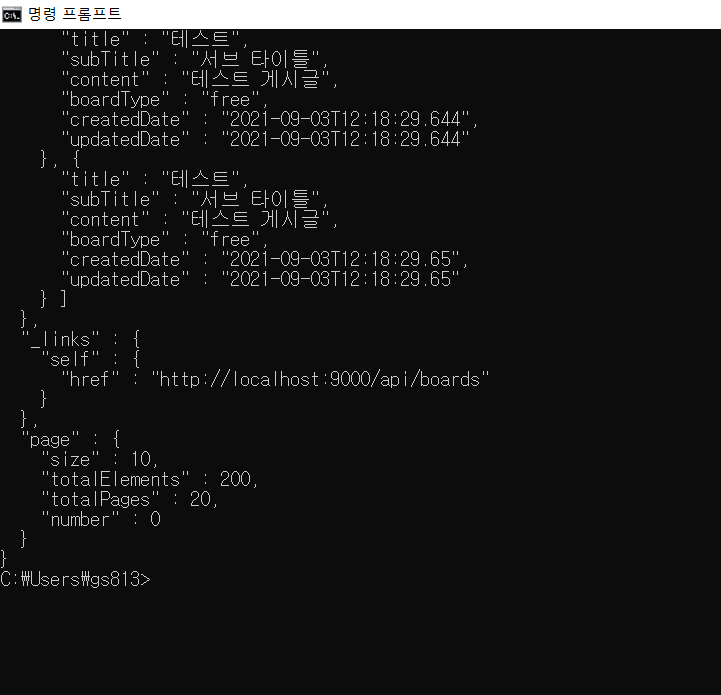 명령 프롬프트
"title" : "테스트",
"subTitle" : "서브 타이틀",
"content" : "테스트 게시글",
"boardType" : "free",
"createdDate" : "2021-09-03T12:18:29.644",
"updatedDate" : "2021-09-03T12:18:29.644"
}, {
"title" : "테스트",
"subTitle" : "서브 타이틀",
"content" : "테스트 게시글",
"boardType" : "free",
"createdDate" : "2021-09-03T12:18:29.65",
"updatedDate" : "2021-09-03T12:18:29.65"
} ]
},
"_links" : {
"self" : {
"href" : "http://localhost:9000/api/boards"
}
},
"page" : {
"size" : 10,
"totalElements" : 200,
"totalPages" : 20,
"number" : 0
}
}
C:₩Users₩gs813>